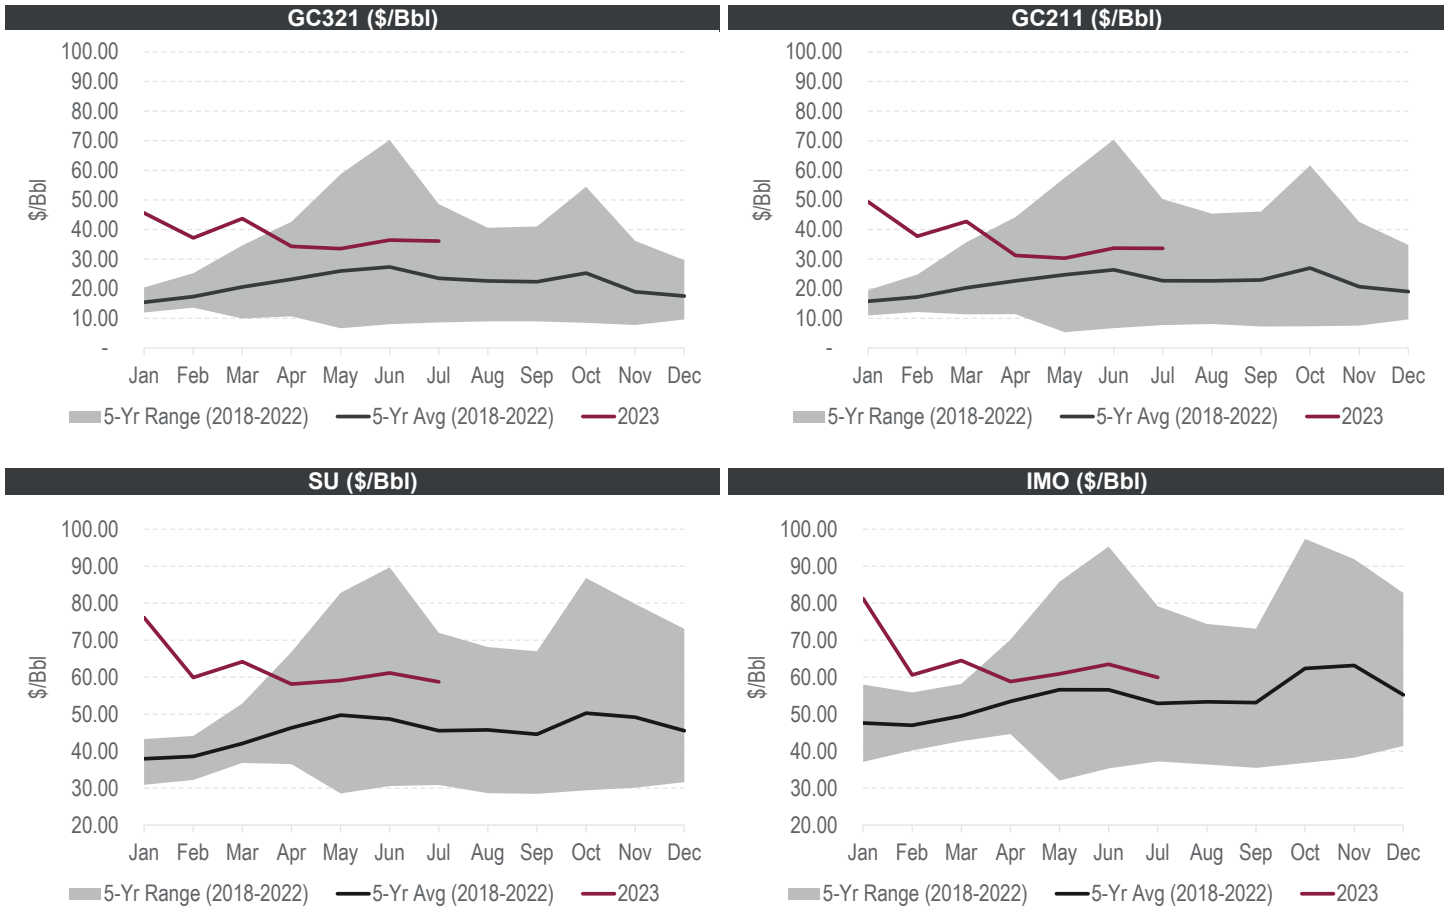 GC321 ($/Bbl)
100.00
90.00
80.00
70.00
60.00
50.00
40.00
30.00
20.00
10.00
-
$/Bbl
Jan Feb Mar Apr May Jun Jul Aug Sep Oct Nov Dec
5-Yr Range (2018-2022) 5-Yr Avg (2018-2022) 2023
GC211 ($/Bbl)
100.00
90.00
80.00
70.00
60.00
50.00
40.00
30.00
20.00
10.00
-
$/Bbl
Jan Feb Mar Apr May Jun Jul Aug Sep Oct Nov Dec
5-Yr Range (2018-2022) 5-Yr Avg (2018-2022) 2023
SU ($/Bbl)
100.00
90.00
80.00
70.00
60.00
50.00
40.00
30.00
20.00
$/Bbl
Jan Feb Mar Apr May Jun Jul Aug Sep Oct Nov Dec
5-Yr Range (2018-2022) 5-Yr Avg (2018-2022) 2023
IMO ($/Bbl)
100.00
90.00
80.00
70.00
60.00
50.00
40.00
30.00
20.00
$/Bbl
Jan Feb Mar Apr May Jun Jul Aug Sep Oct Nov Dec
5-Yr Range (2018-2022) 5-Yr Avg (2018-2022) 2023